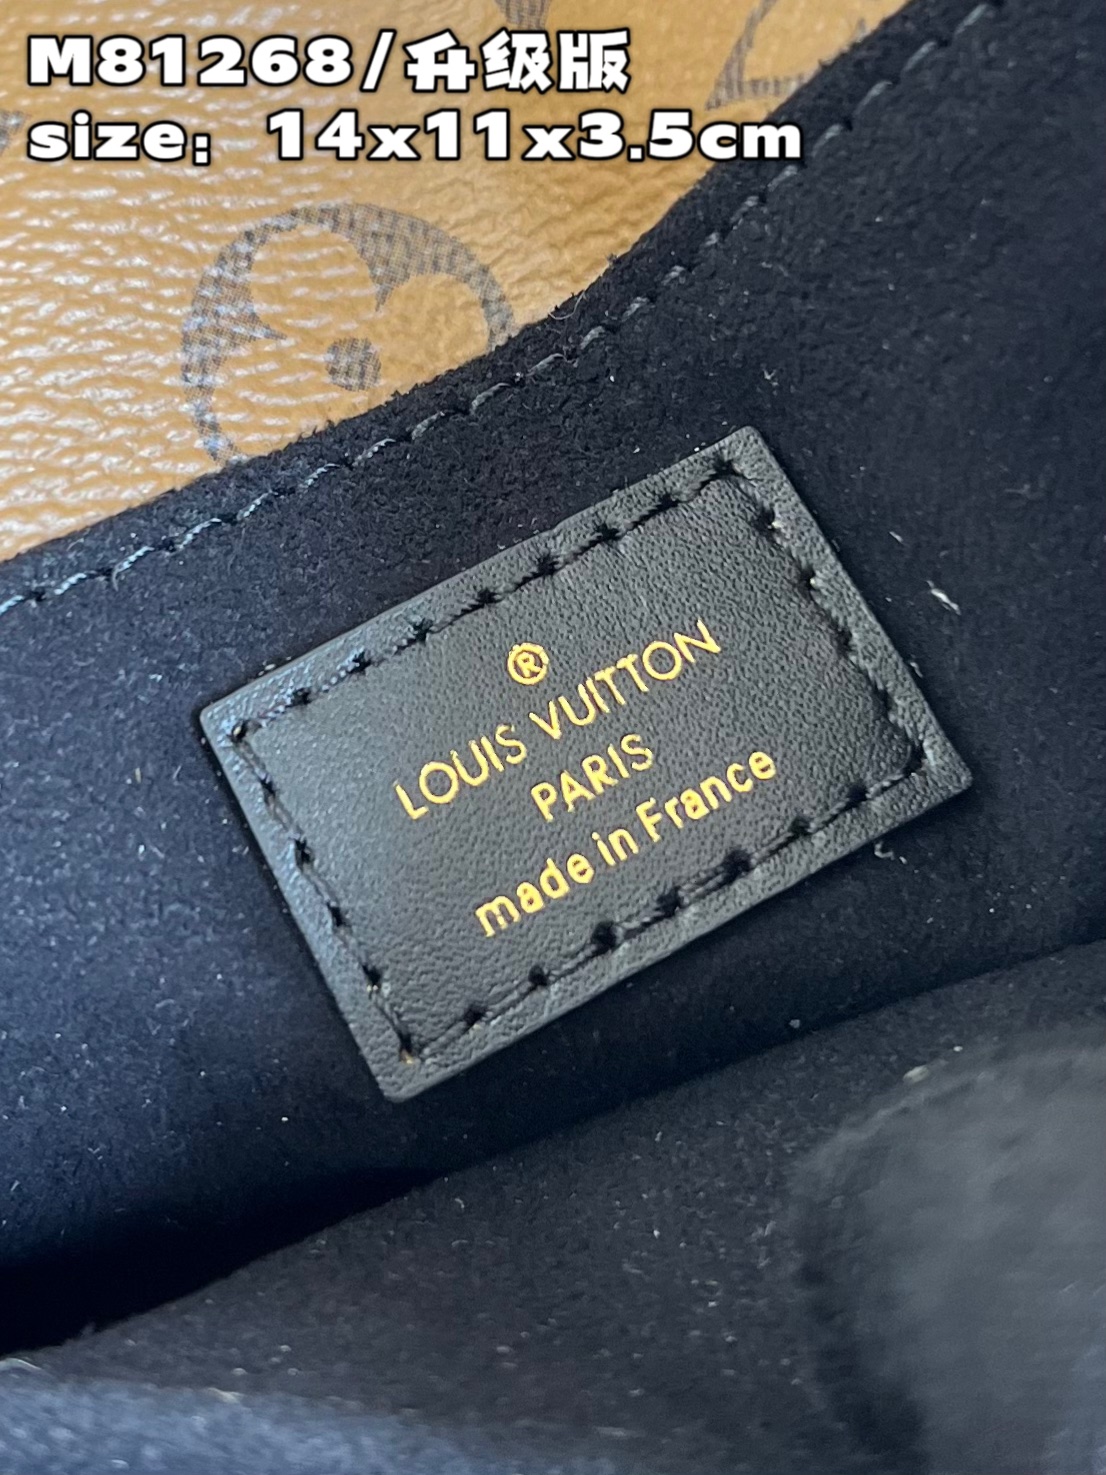 M81268/升级版
size：14x11x3.5cm
®
LOUIS VUITTON
PARIS
made in France